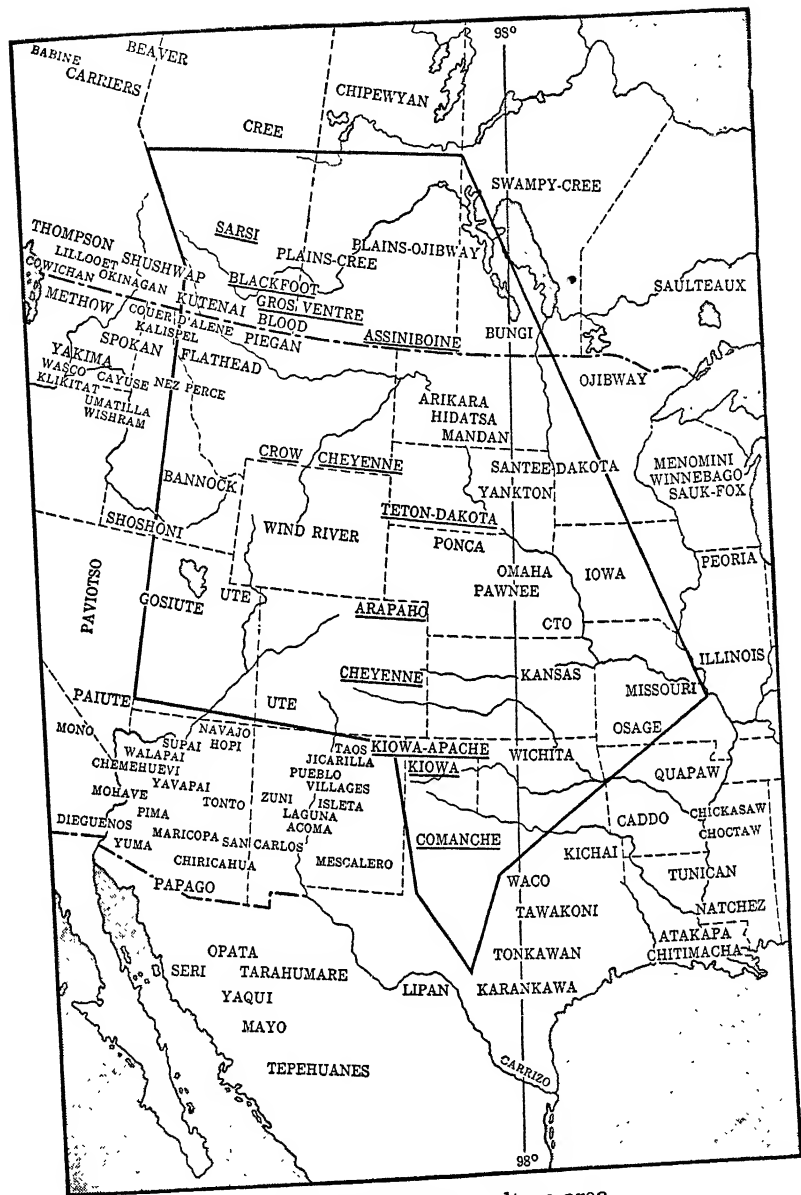 98°
BEAVER
BABINE
CARRIERS
CHIPEWYAN
CREE
SWAMPY-CREE
SARSI
PLAINS-CREE
PLAINS-OJIBWAY
THOMPSON
SHUSHWAP
LILLOOET
OKINAGAN
COWICHAN
BLACKFOOT
GROS VENTRE
KUTENAI
BLOOD
SAULTEAUX
METHOW
COUER D'ALENE
PIEGAN
ASSINIBOINE
BUNGI
KALISPEL
SPOKAN
FLATHEAD
OJIBWAY
YAKIMA
WASCO
CAYUSE
NEZ PERCE
KLIKITAT
UMATILLA
WISHRAM
ARIKARA
HIDATSA
MANDAN
CROW
CHEYENNE
SANTEE-DAKOTA
MENOMINI
WINNEBAGO
SAUK-FOX
BANNOCK
YANKTON
TETON-DAKOTA
SHOSHONI
WIND RIVER
PONCA
OMAHA
IOWA
PEORIA
PAWNEE
PAVIOTSO
GOSIUTE
UTE
ARAPAHO
CTO
ILLINOIS
CHEYENNE
KANSAS
MISSOURI
PAIUTE
UTE
OSAGE
MONO
NAVAJO
SUPAI
HOPI
TAOS
KIOWA-APACHE
WICHITA
WALAPAI
JICARILLA
KIOWA
CHEMEHUEVI
PUEBLO
VILLAGES
QUAPAW
YAVAPAI
MOHAVE
TONTO
ZUNI
ISLETA
PIMA
LAGUNA
ACOMA
CADDO
CHICKASAW
DIEGUENOS
COMANCHE
CHOCTAW
YUMA
MARICOPA
SAN CARLOS
KICHAI
CHIRICAHUA
MESCALERO
TUNICAN
PAPAGO
WACO
TAWAKONI
NATCHEZ
OPATA
ATAKAPA
CHITIMACHA
SERI
TARAHUMARE
TONKAWAN
YAQUI
LIPAN
KARANKAWA
MAYO
TEPEHUANES
CARRIZO
98°